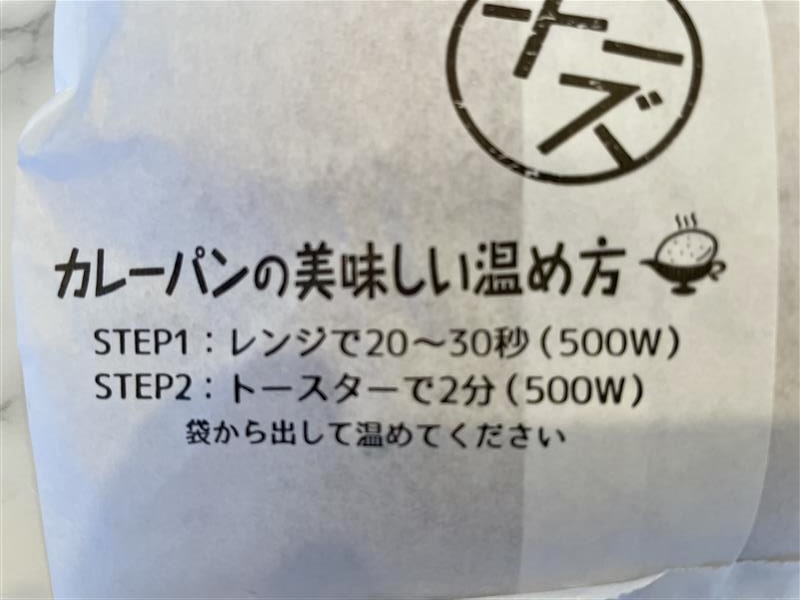 ーズ
カレーパンの美味しい温め方
STEP1：レンジで20〜30秒（500W）
STEP2：トースターで2分（500W）
袋から出して温めてください